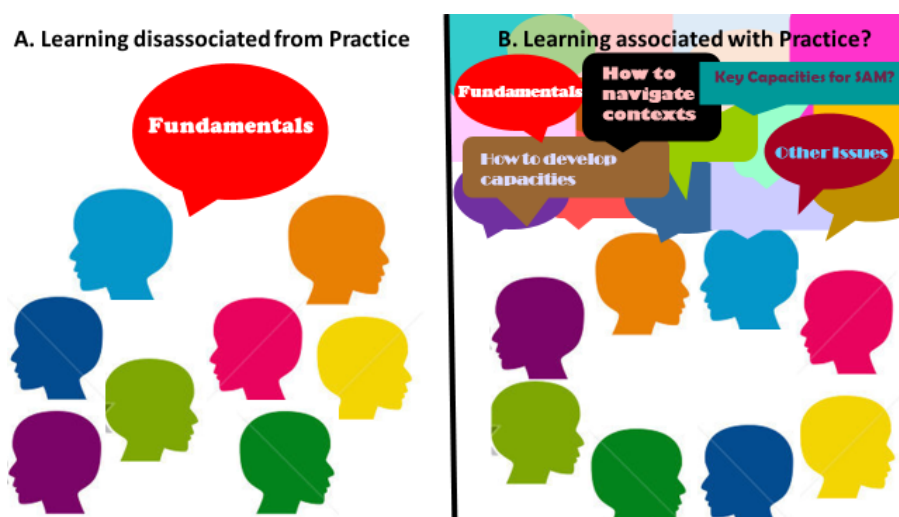 A. Learning disassociated from Practice
Fundamentals
B. Learning associated with Practice?
Fundamentals
How to
navigate
contexts
Key Capacities for SAM?
How to develop
capacities
Other Issues